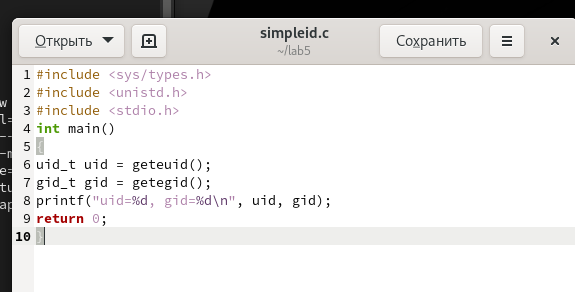 Открыть
simpleid.c
~/lab5
Сохранить
1 #include <sys/types.h>
2 #include <unistd.h>
3 #include <stdio.h>
4 int main()
5 {
6 uid_t uid = geteuid();
7 gid_t gid = getegid();
8 printf("uid=%d, gid=%d\n", uid, gid);
9 return 0;
10 }